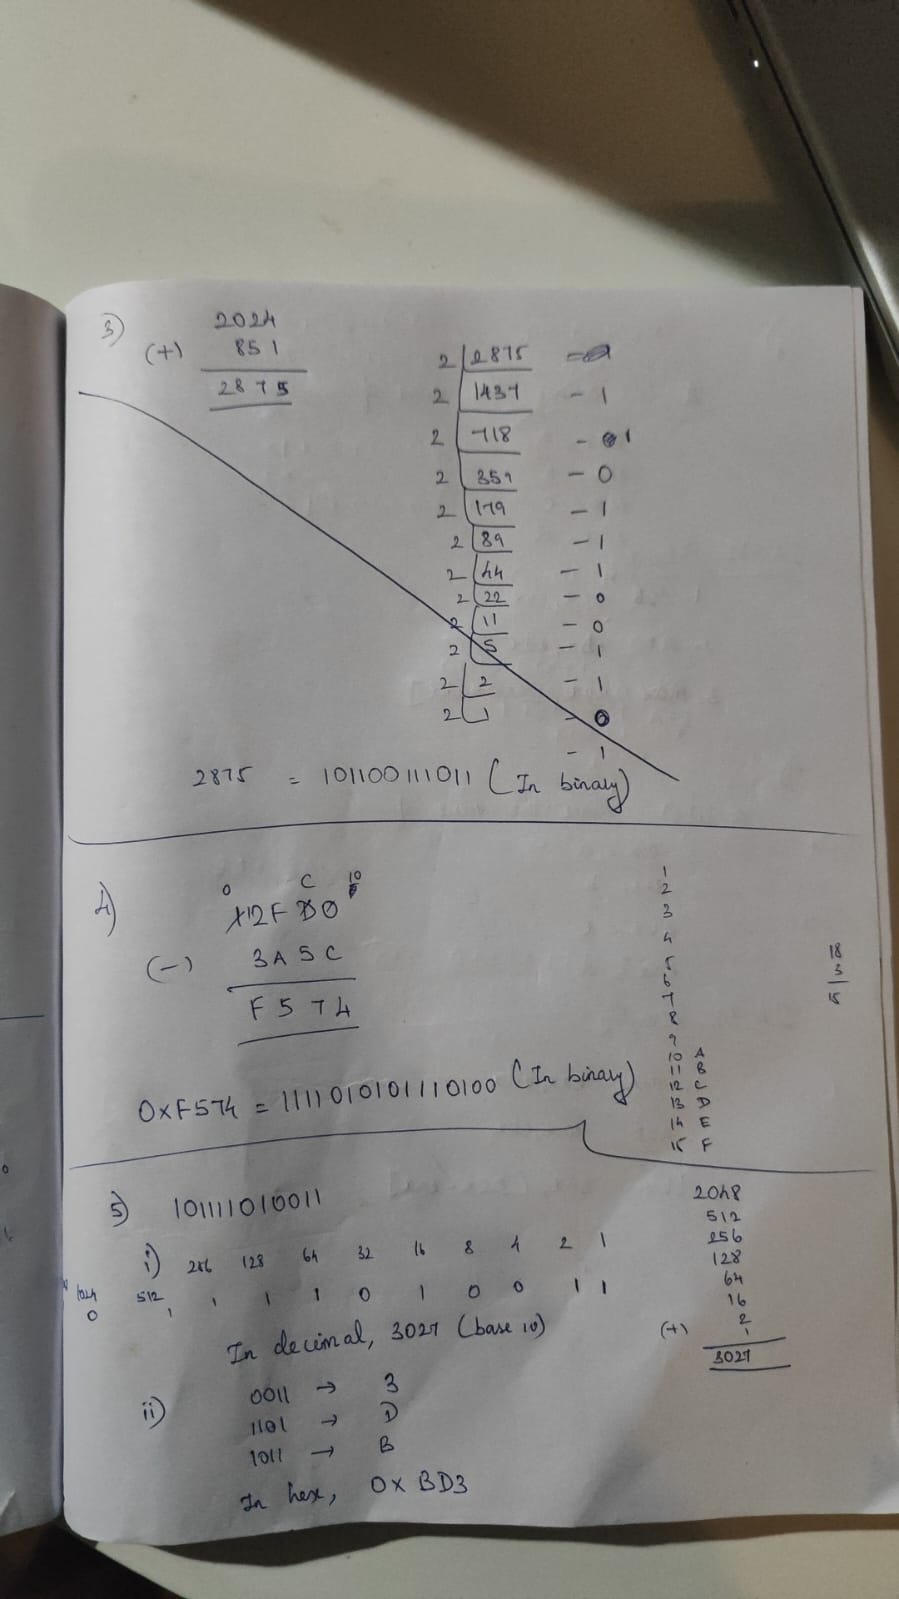 3)
2024
(+) 851
2875
2 2875
2 1437 - 1
2 718 - 1
2 359 - 0
2 179 - 1
2 89 - 1
2 44 - 1
2 22 - 0
2 11 - 0
2 5 - 1
2 2 - 1
2 1 - 0
- 1
2875 = 101100111011 (In binary)
4)
0 C 10
X12F D0
(-) 3A5C
F574
0xF574 = 1111010101110100 (In binary)
1
2
3
4
5
6
7
8
9
10 A
11 B
12 C
13 D
14 E
15 F
18
3
15
5) 101111010011
i) 256 128 64 32 16 8 4 2 1
1024 512
0 1 1 1 1 0 1 0 0 1 1
In decimal, 3027 (base 10)
2048
512
256
128
64
16
2
(+) 1
3027
ii) 0011 → 3
1101 → D
1011 → B
In hex, 0x BD3